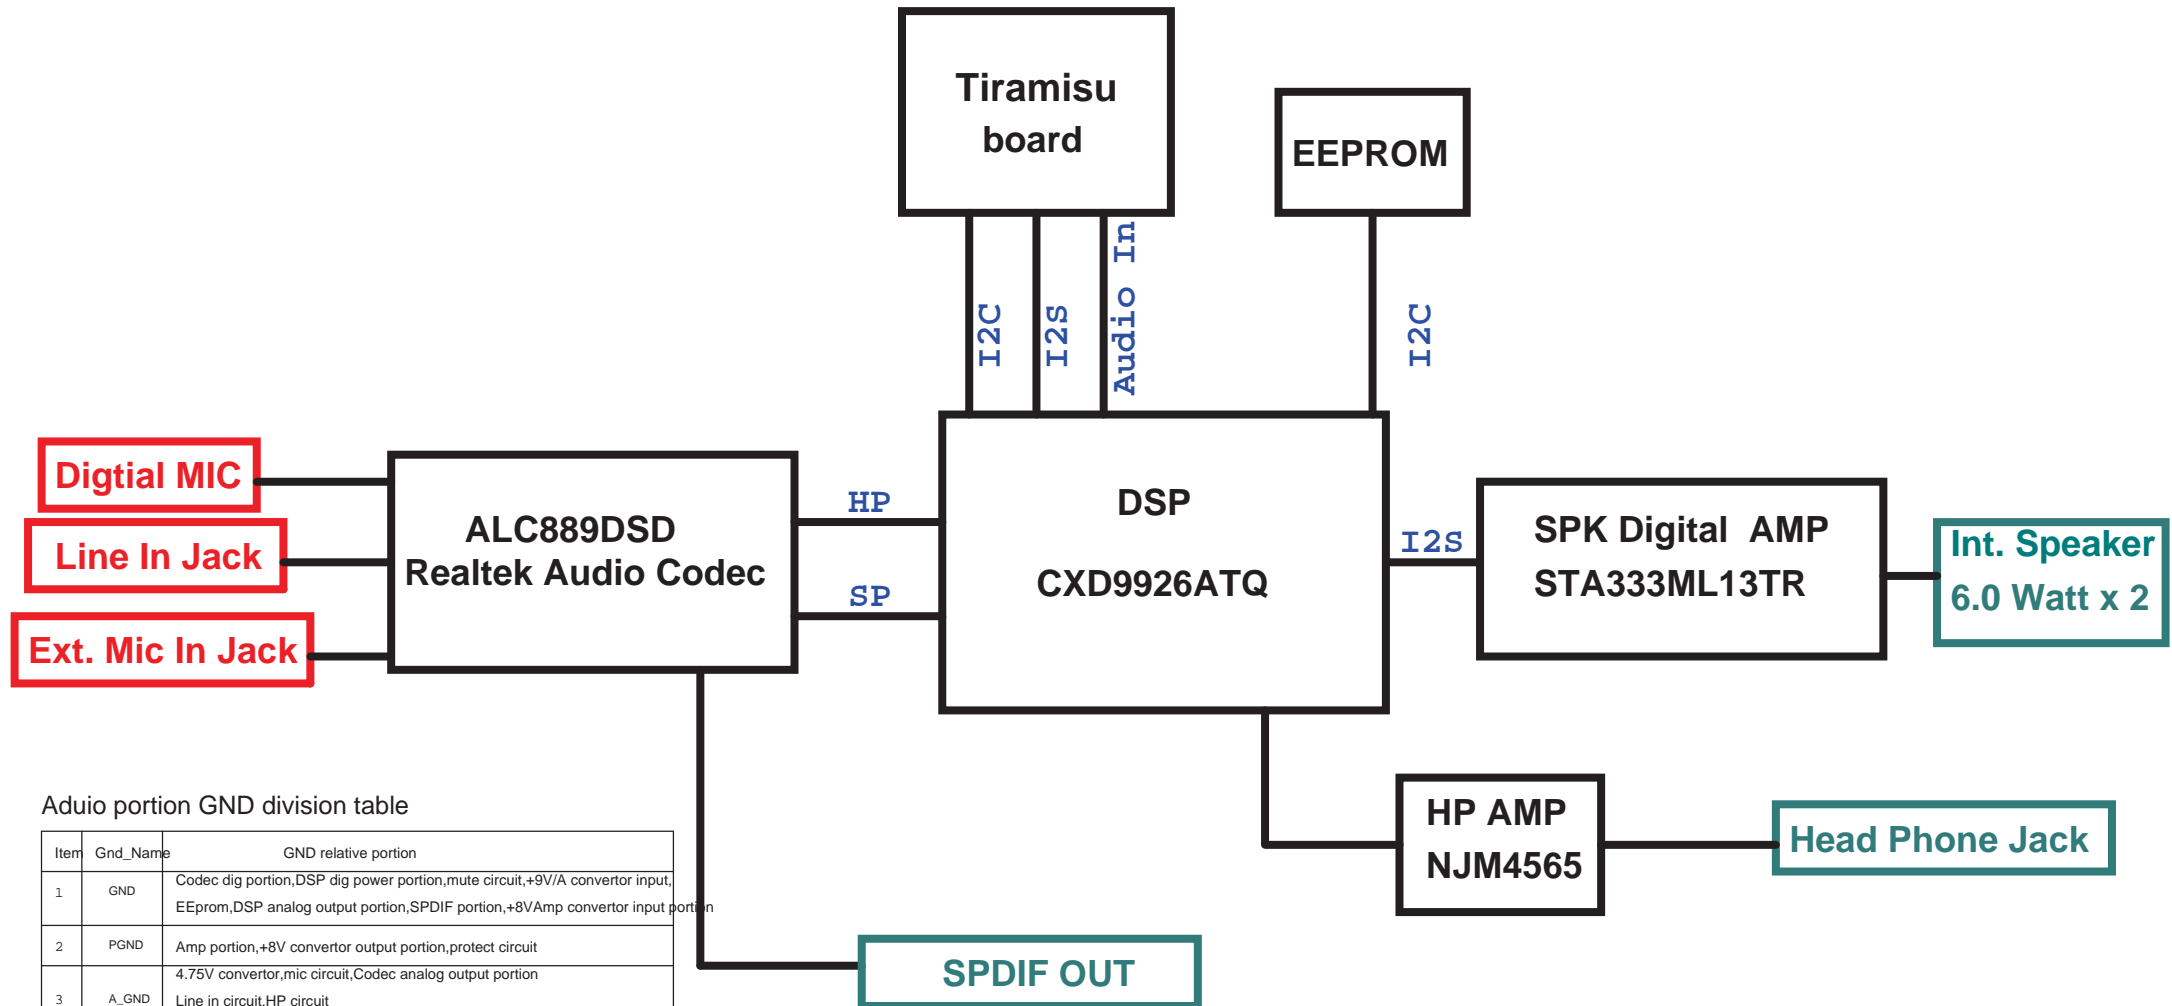 Tiramisu
board
EEPROM
I2C
I2S
Audio In
I2C
Digtial MIC
Line In Jack
Ext. Mic In Jack
ALC889DSD
Realtek Audio Codec
HP
SP
DSP
CXD9926ATQ
I2S
SPK Digital AMP
STA333ML13TR
Int. Speaker
6.0 Watt x 2
HP AMP
NJM4565
Head Phone Jack
SPDIF OUT
Aduio portion GND division table
Item Gnd_Name GND relative portion
1 GND Codec dig portion,DSP dig power portion,mute circuit,+9V/A convertor input,
EEprom,DSP analog output portion,SPDIF portion,+8VAmp convertor input portion
2 PGND Amp portion,+8V convertor output portion,protect circuit
3 A_GND 4.75V convertor,mic circuit,Codec analog output portion
Line in circuit,HP circuit